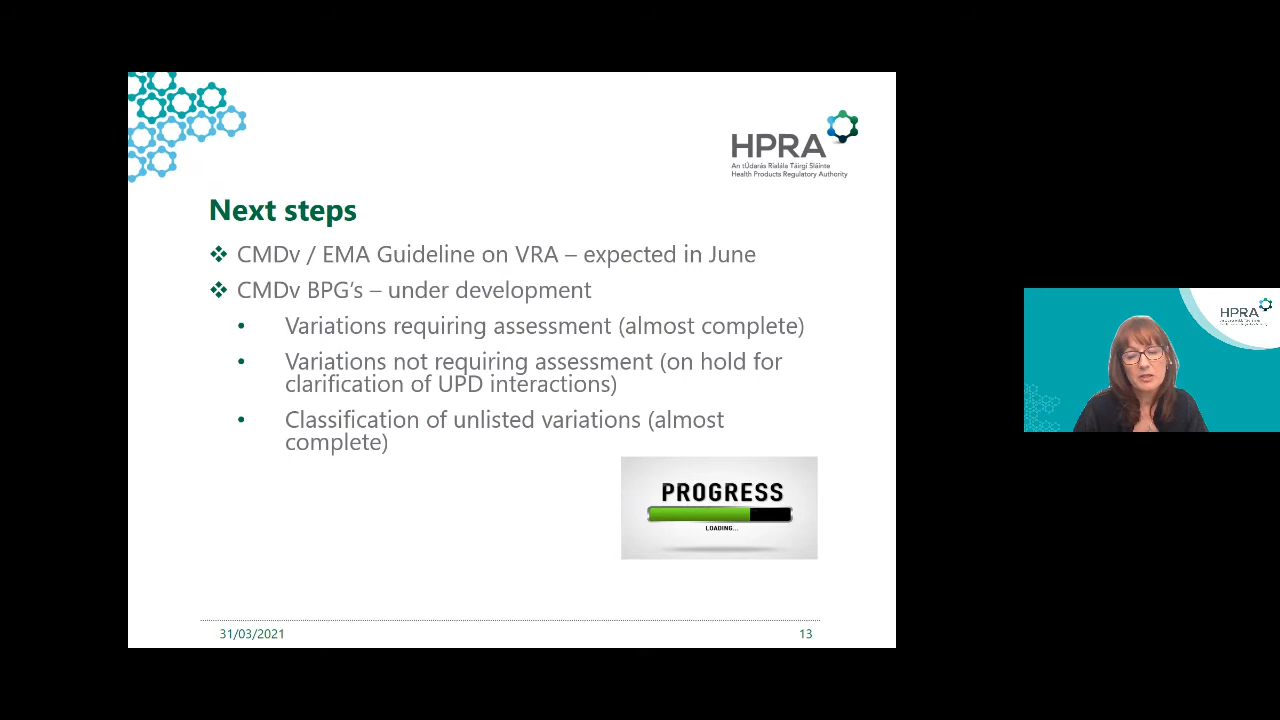 HPRA
An tÚdarás Rialála Táirgí Sláinte
Health Products Regulatory Authority
Next steps
❖ CMDv / EMA Guideline on VRA – expected in June
❖ CMDv BPG’s – under development
• Variations requiring assessment (almost complete)
• Variations not requiring assessment (on hold for
clarification of UPD interactions)
• Classification of unlisted variations (almost
complete)
PROGRESS
LOADING...
31/03/2021
13
HPRA